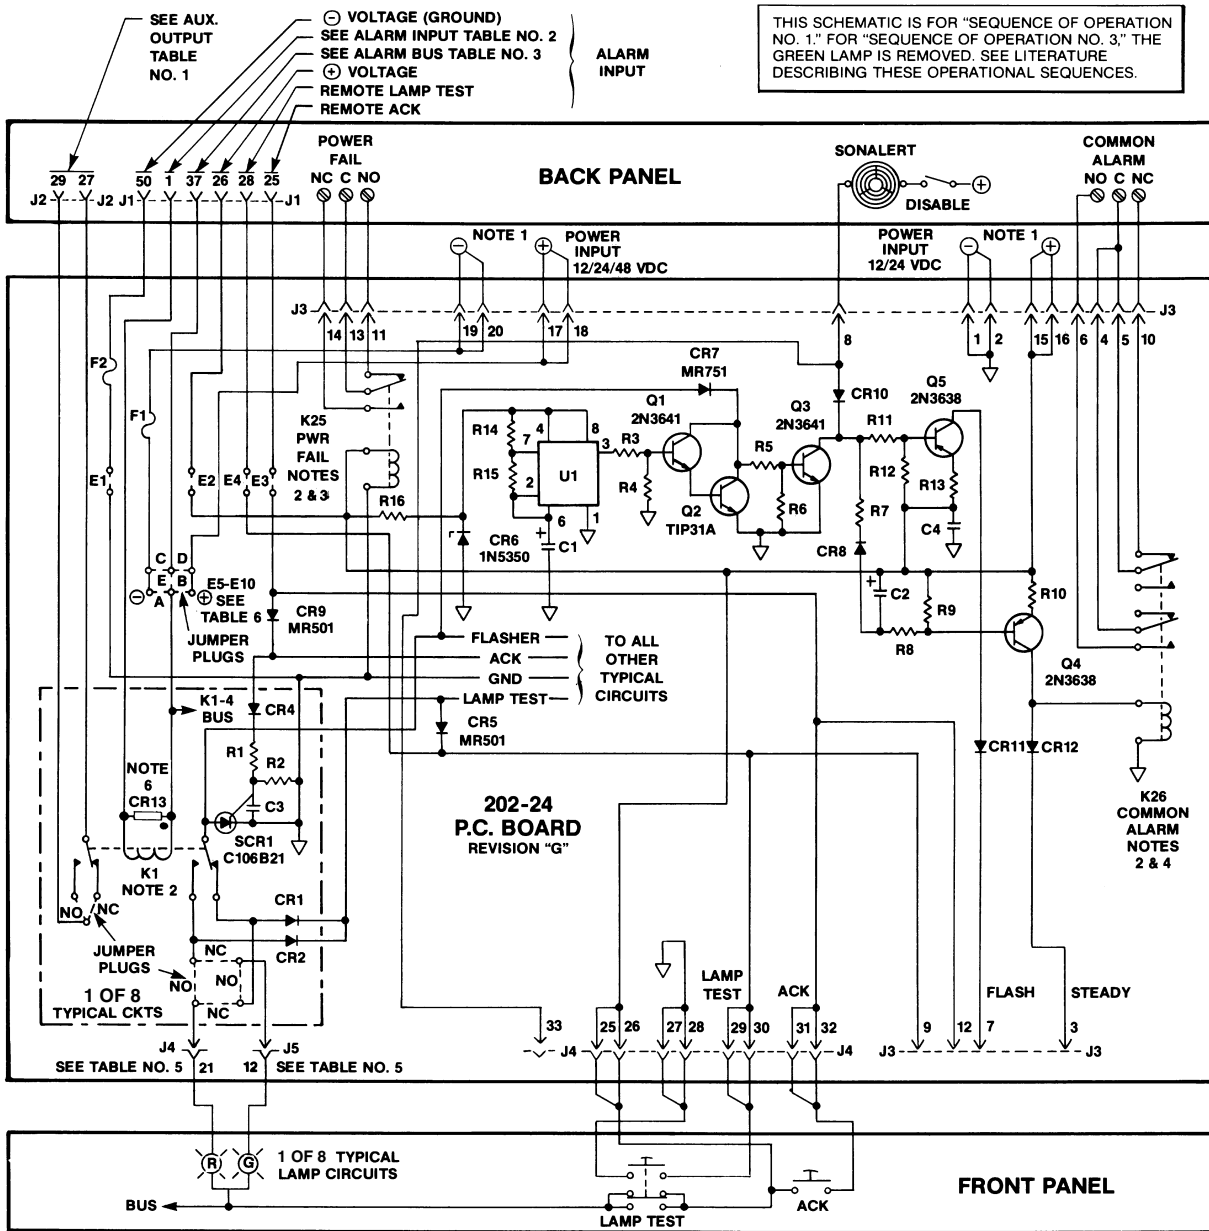 SEE AUX.
OUTPUT
TABLE
NO. 1
⊖ VOLTAGE (GROUND)
SEE ALARM INPUT TABLE NO. 2
SEE ALARM BUS TABLE NO. 3
⊕ VOLTAGE
REMOTE LAMP TEST
REMOTE ACK
ALARM
INPUT
THIS SCHEMATIC IS FOR “SEQUENCE OF OPERATION
NO. 1.” FOR “SEQUENCE OF OPERATION NO. 3,” THE
GREEN LAMP IS REMOVED. SEE LITERATURE
DESCRIBING THESE OPERATIONAL SEQUENCES.
29 27 50 1 37 26 28 25
J2 J2 J1 J1
POWER
FAIL
NC C NO
BACK PANEL
SONALERT
DISABLE
⊕
COMMON
ALARM
NO C NC
⊖ NOTE 1 ⊕
POWER
INPUT
12/24/48 VDC
POWER
INPUT
12/24 VDC
⊖ NOTE 1 ⊕
J3 J3
14 13 11 19 20 17 18 8 1 2 15 16 6 4 5 10
F2
F1
E1 E2 E4 E3
K25
PWR
FAIL
NOTES
2 & 3
R16
CR6
1N5350
R14
R15
4 8
7 3
2
U1
6 1
+
C1
R3
R4
CR7
MR751
Q1
2N3641
Q2
TIP31A
R5
R6
Q3
2N3641
CR10
R11
Q5
2N3638
R12
R13
C4
R7
CR8
+
C2
R9
R8
R10
Q4
2N3638
C D
E B
A
⊖ ⊕
E5-E10
SEE
TABLE 6
JUMPER
PLUGS
CR9
MR501
FLASHER
ACK
GND
LAMP TEST
TO ALL
OTHER
TYPICAL
CIRCUITS
K1-4
BUS
CR4
R1
R2
C3
SCR1
C106B21
CR5
MR501
NOTE
6
CR13
K1
NOTE 2
NO NC
JUMPER
PLUGS
CR1
CR2
NC
NO
NO
NC
1 OF 8
TYPICAL CKTS
202-24
P.C. BOARD
REVISION “G”
CR11
CR12
K26
COMMON
ALARM
NOTES
2 & 4
FLASH
STEADY
LAMP
TEST
ACK
33 25 26 27 28 29 30 31 32 9 12 7 3
J4 J4 J3 J3
J4 J5
SEE TABLE NO. 5 21 12 SEE TABLE NO. 5
R G
1 OF 8 TYPICAL
LAMP CIRCUITS
BUS
LAMP TEST
ACK
FRONT PANEL